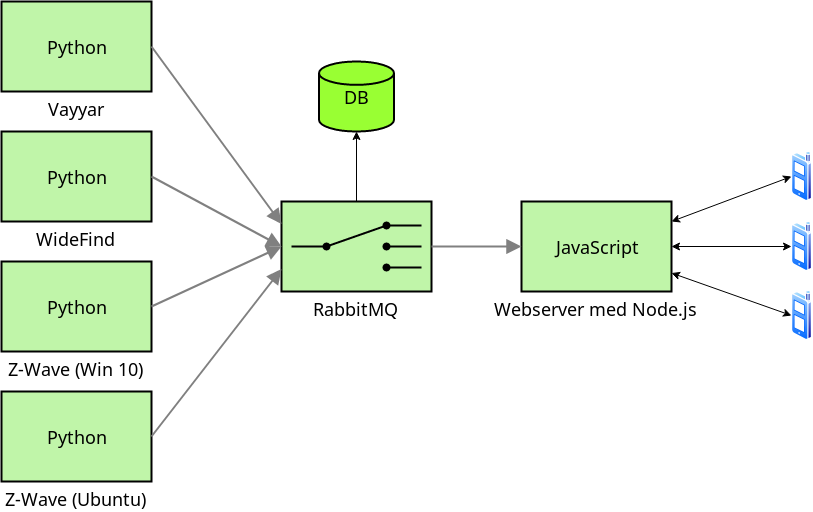 Python
Vayyar
Python
WideFind
Python
Z-Wave (Win 10)
Python
Z-Wave (Ubuntu)
DB
RabbitMQ
JavaScript
Webserver med Node.js